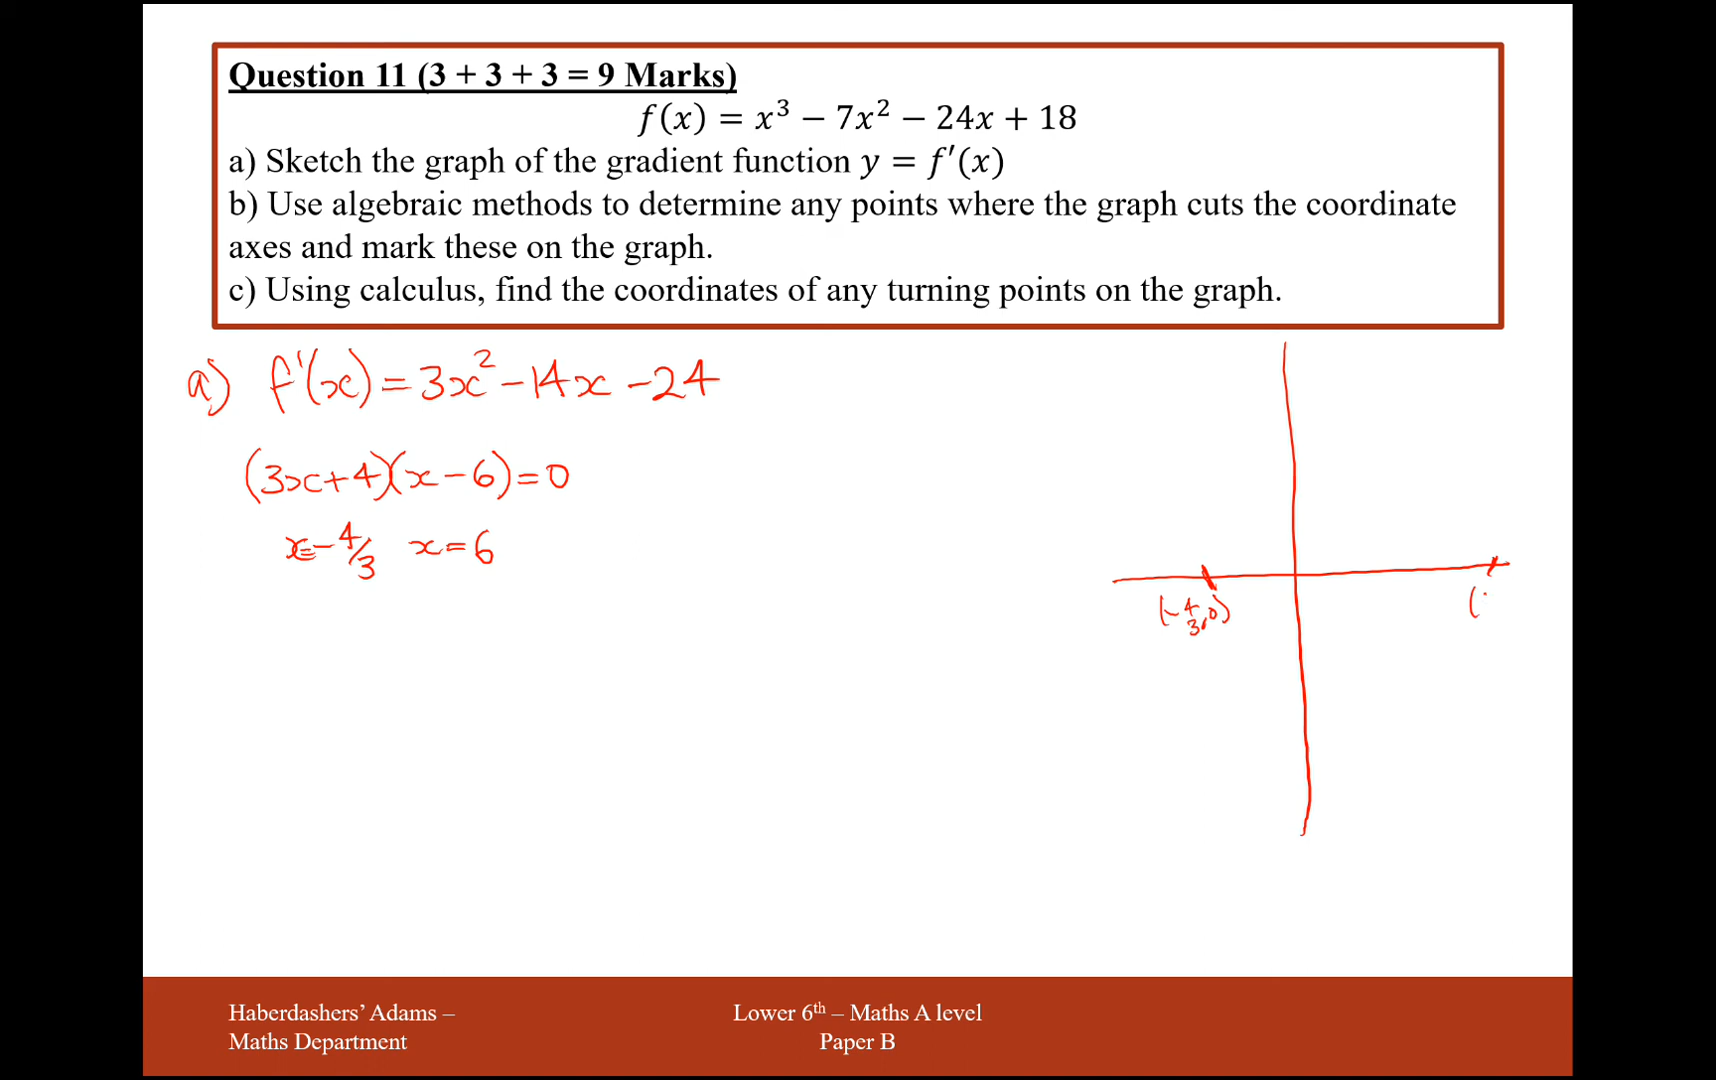 Question 11 (3 + 3 + 3 = 9 Marks)
f(x) = x³ − 7x² − 24x + 18
a) Sketch the graph of the gradient function y = f′(x)
b) Use algebraic methods to determine any points where the graph cuts the coordinate
axes and mark these on the graph.
c) Using calculus, find the coordinates of any turning points on the graph.
a) f'(x) = 3x² - 14x - 24
(3x+4)(x-6)=0
x=-4/3 x=6
(-4/3,0)
(
Haberdashers’ Adams –
Maths Department
Lower 6th – Maths A level
Paper B